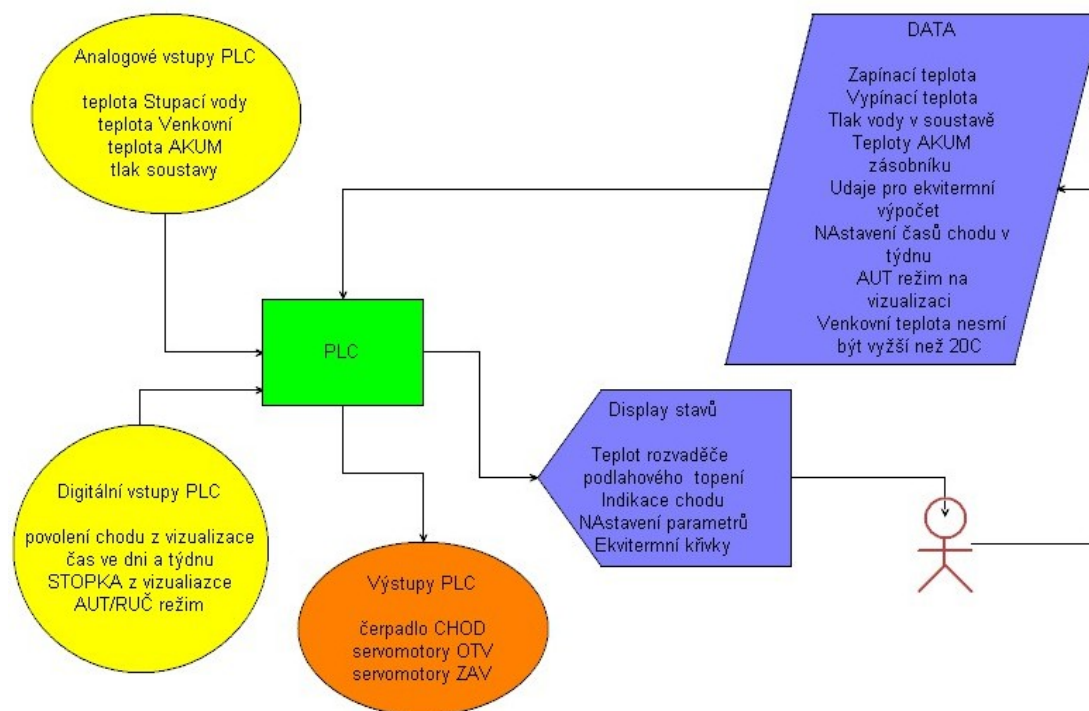 Analogové vstupy PLC
teplota Stupací vody
teplota Venkovní
teplota AKUM
tlak soustavy
DATA
Zapínací teplota
Vypínací teplota
Tlak vody v soustavě
Teploty AKUM
zásobníku
Udaje pro ekvitermní
výpočet
NAstavení časů chodu v
týdnu
AUT režim na
vizualizaci
Venkovní teplota nesmí
být vyžší než 20C
PLC
Digitální vstupy PLC
povolení chodu z vizualizace
čas ve dni a týdnu
STOPKA z vizualiazce
AUT/RUČ režim
Display stavů
Teplot rozvaděče
podlahového topení
Indikace chodu
NAstavení parametrů
Ekvitermní křivky
Výstupy PLC
čerpadlo CHOD
servomotory OTV
servomotory ZAV